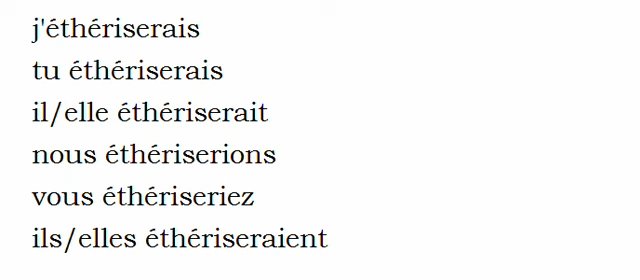 j'éthériserais
tu éthériserais
il/elle éthériserait
nous éthériserions
vous éthériseriez
ils/elles éthériseraient